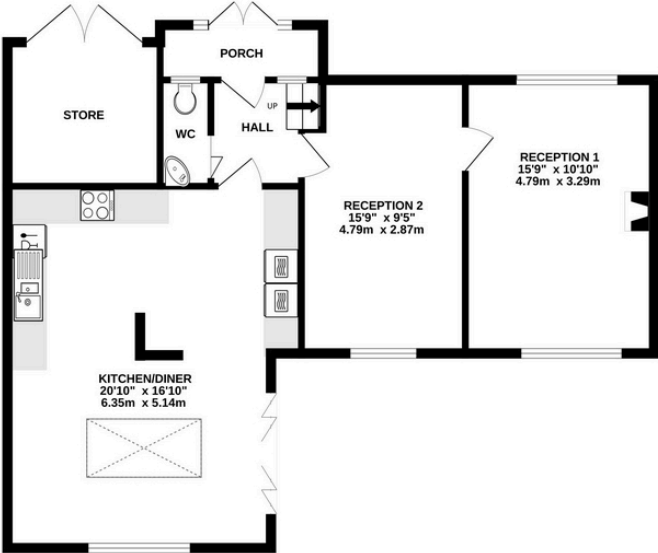 PORCH
STORE
UP
WC
HALL
RECEPTION 1
15'9" x 10'10"
4.79m x 3.29m
RECEPTION 2
15'9" x 9'5"
4.79m x 2.87m
KITCHEN/DINER
20'10" x 16'10"
6.35m x 5.14m